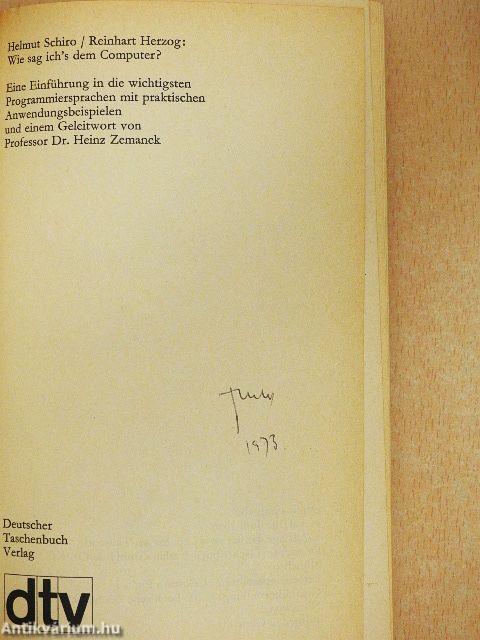 Helmut Schiro / Reinhart Herzog:
Wie sag ich's dem Computer?
Eine Einführung in die wichtigsten
Programmiersprachen mit praktischen
Anwendungsbeispielen
und einem Geleitwort von
Professor Dr. Heinz Zemanek
1973.
Deutscher
Taschenbuch
Verlag
dtv
Antikvárium.hu